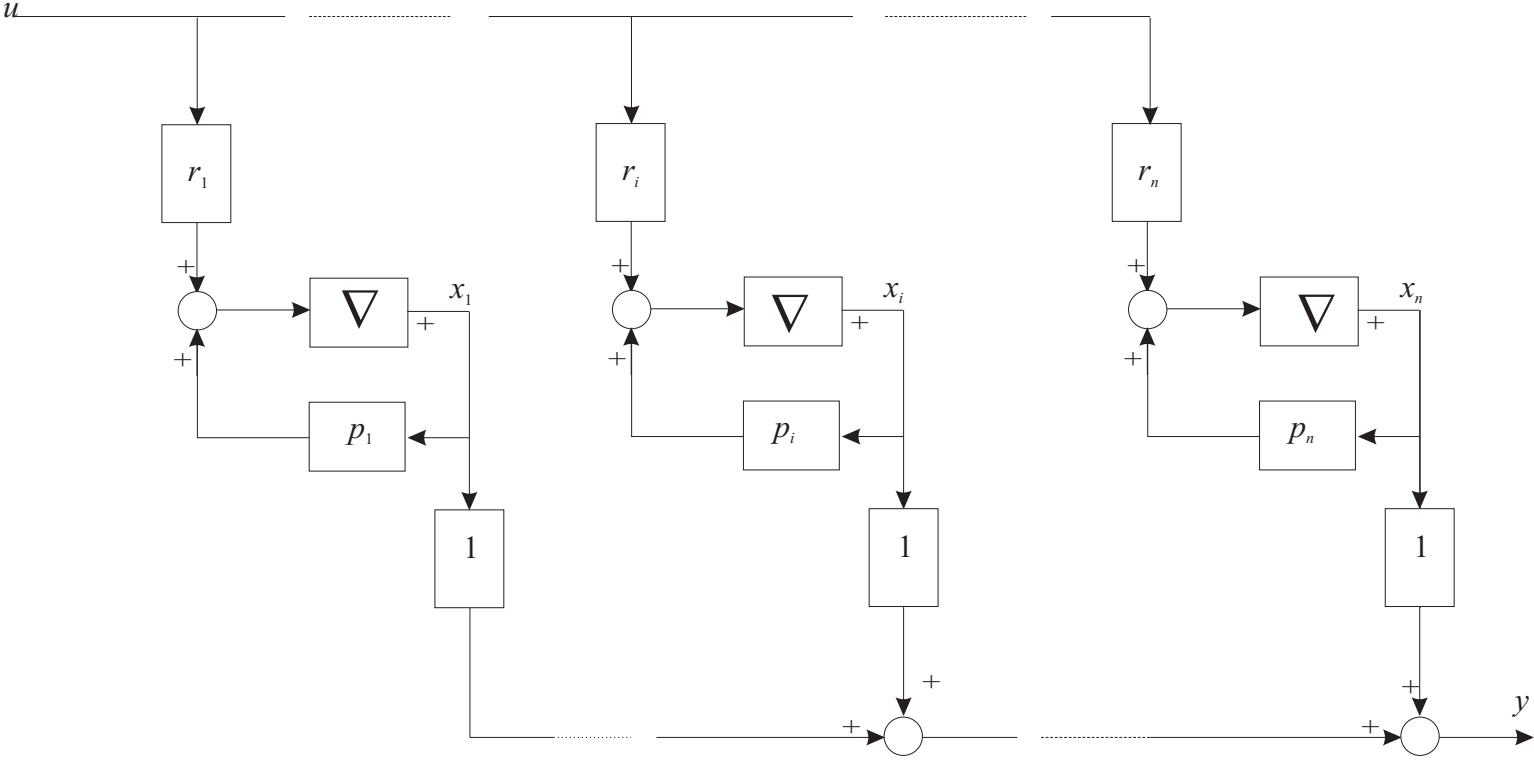 u
r₁ rᵢ rₙ
+ + +
∇ x₁ ∇ xᵢ ∇ xₙ
+ + +
+ + +
p₁ pᵢ pₙ
1 1 1
+ +
+ + y